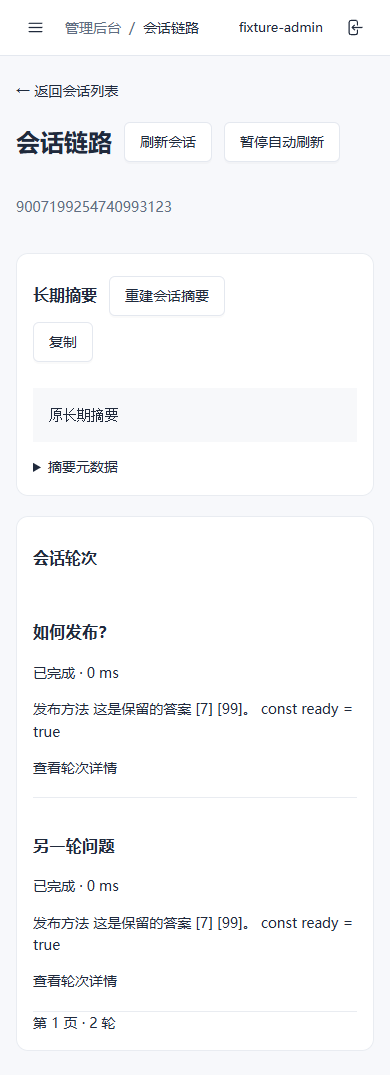 管理后台 / 会话链路 fixture-admin
← 返回会话列表
会话链路 刷新会话 暂停自动刷新
9007199254740993123
长期摘要 重建会话摘要
复制
原长期摘要
▶ 摘要元数据
会话轮次
如何发布?
已完成 · 0 ms
发布方法 这是保留的答案 [7] [99]。 const ready =
true
查看轮次详情
另一轮问题
已完成 · 0 ms
发布方法 这是保留的答案 [7] [99]。 const ready =
true
查看轮次详情
第 1 页 · 2 轮